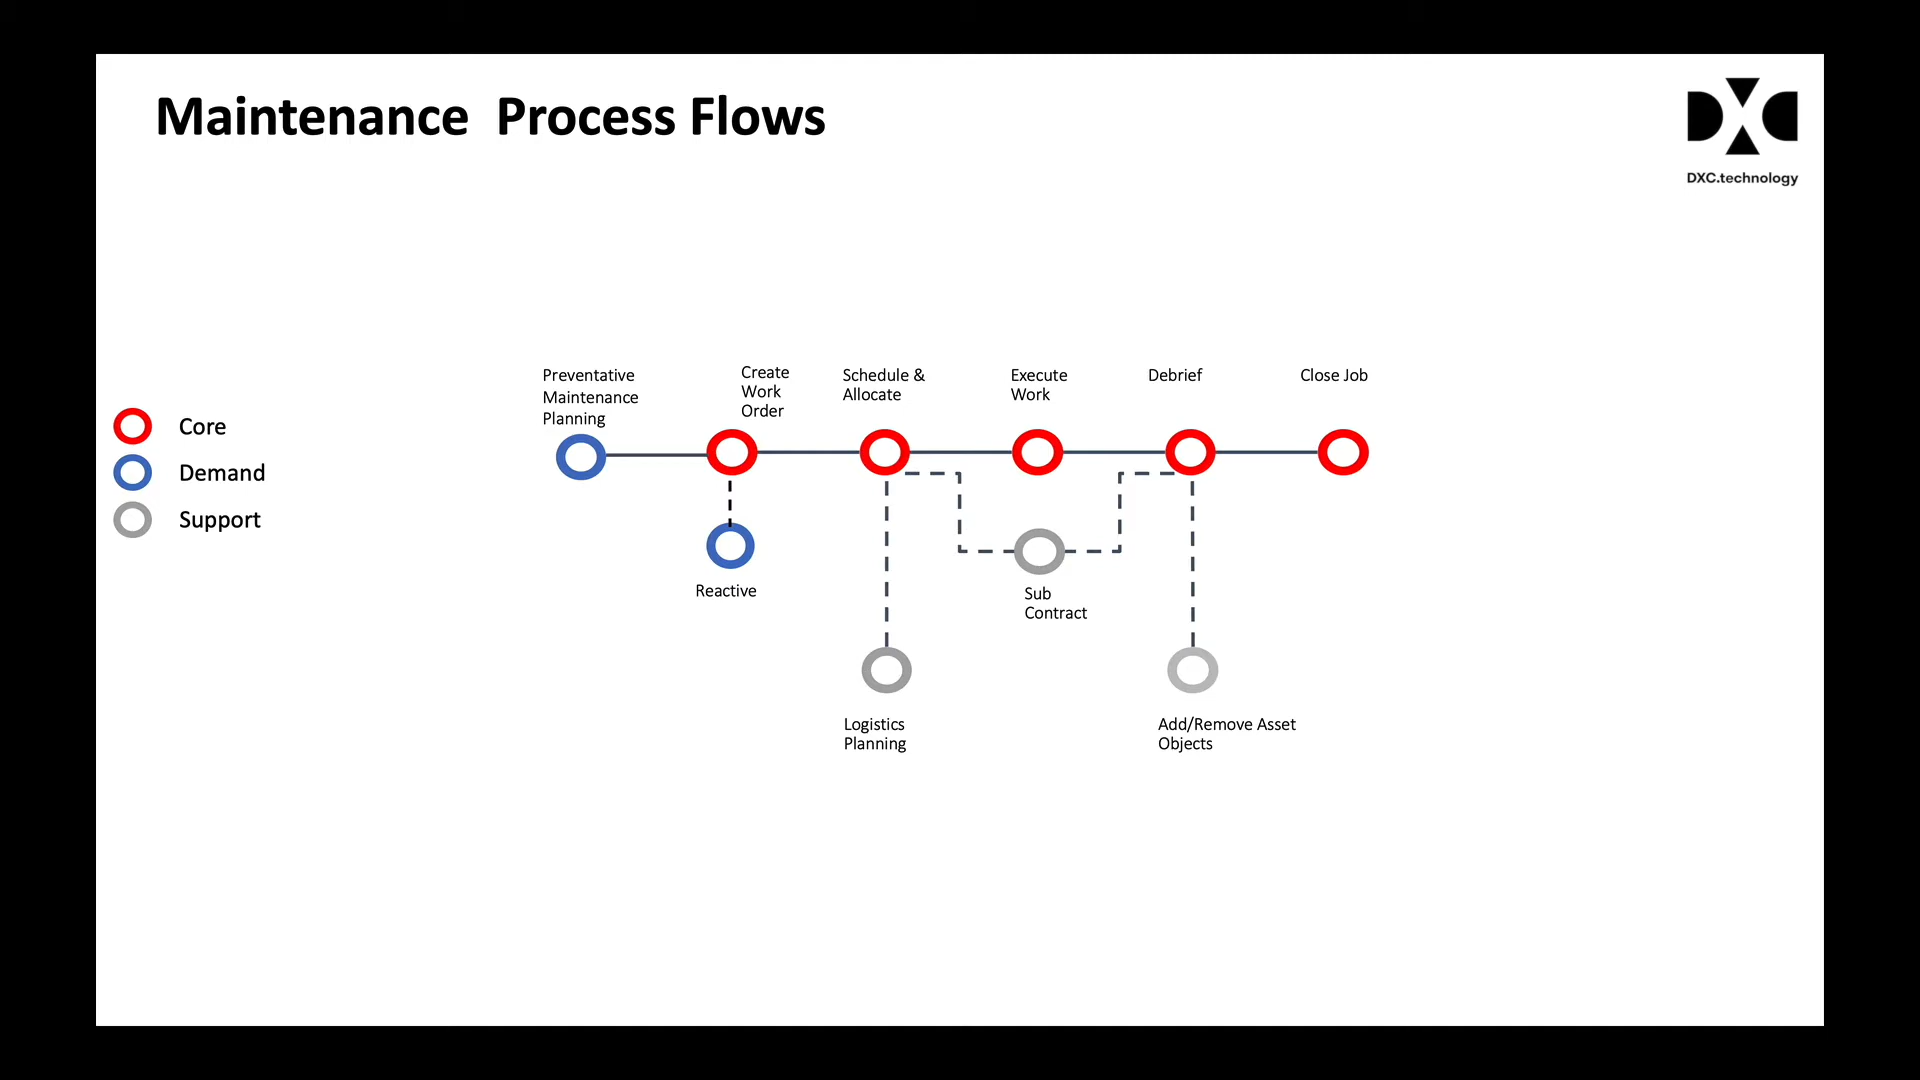 Maintenance  Process Flows
DXC
DXC.technology
Core
Demand
Support
Preventative
Maintenance
Planning
Create
Work
Order
Schedule &
Allocate
Execute
Work
Debrief
Close Job
Reactive
Sub
Contract
Logistics
Planning
Add/Remove Asset
Objects